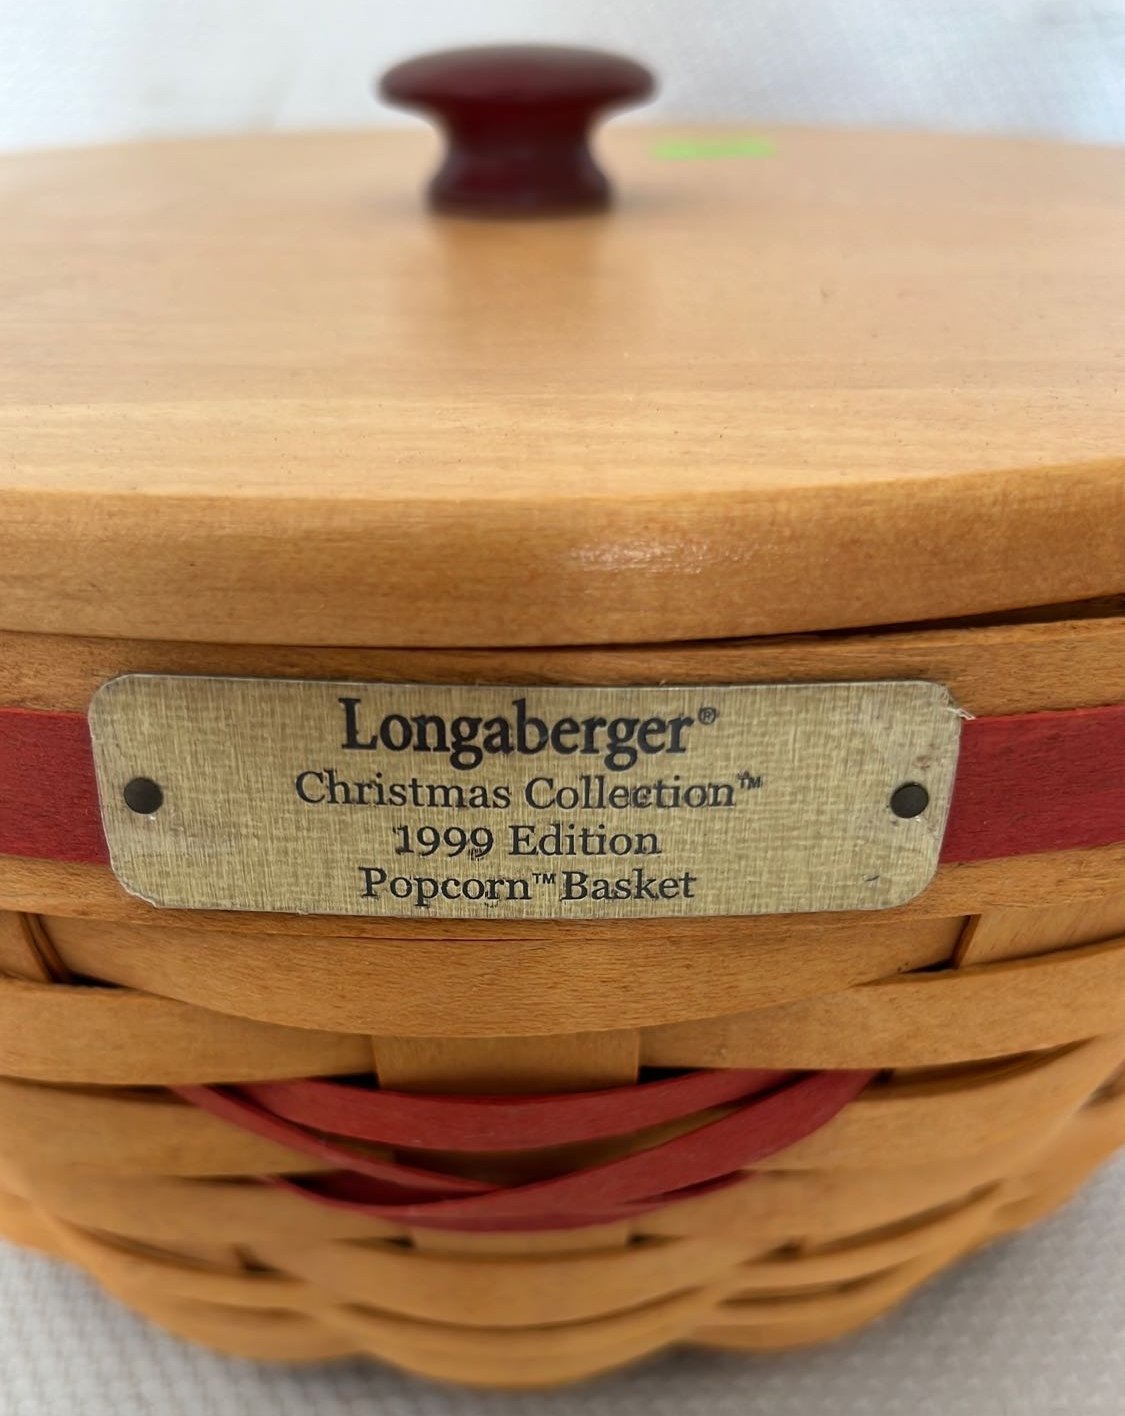 Longaberger®
Christmas Collection™
1999 Edition
Popcorn™ Basket